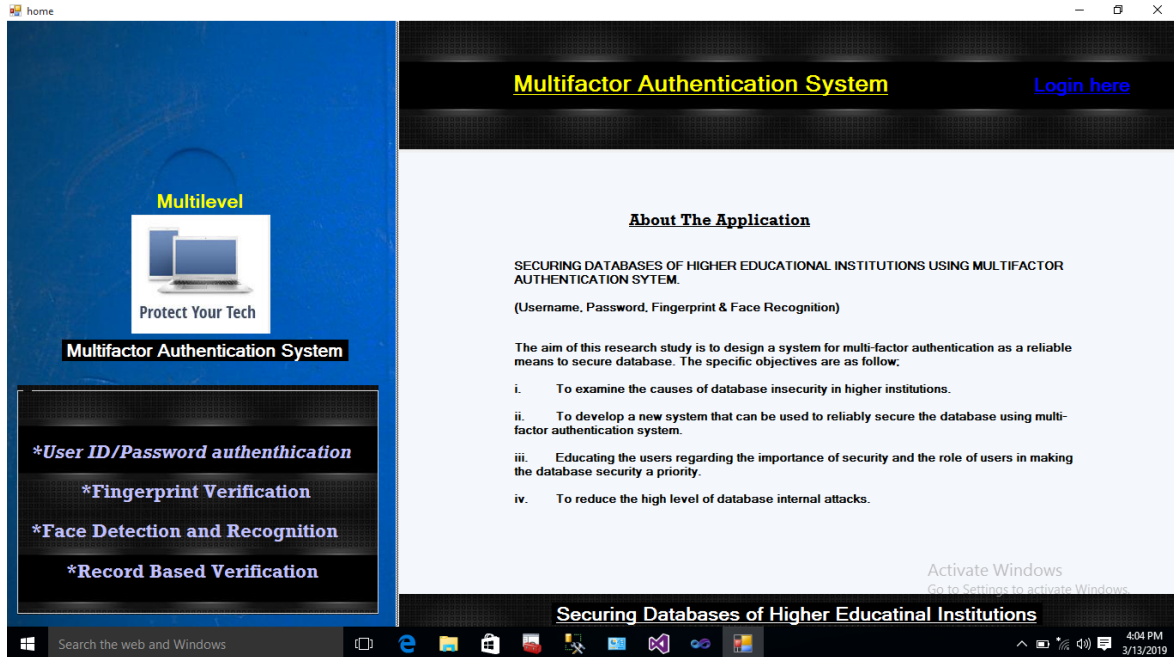 home
Multifactor Authentication System
Login here
Multilevel
Protect Your Tech
Multifactor Authentication System
*User ID/Password authenthication
*Fingerprint Verification
*Face Detection and Recognition
*Record Based Verification
About The Application
SECURING DATABASES OF HIGHER EDUCATIONAL INSTITUTIONS USING MULTIFACTOR
AUTHENTICATION SYTEM.
(Username, Password, Fingerprint & Face Recognition)
The aim of this research study is to design a system for multi-factor authentication as a reliable
means to secure database. The specific objectives are as follow;
i. To examine the causes of database insecurity in higher institutions.
ii. To develop a new system that can be used to reliably secure the database using multi-
factor authentication system.
iii. Educating the users regarding the importance of security and the role of users in making
the database security a priority.
iv. To reduce the high level of database internal attacks.
Activate Windows
Go to Settings to activate Windows.
Securing Databases of Higher Educatinal Institutions
Search the web and Windows
4:04 PM
3/13/2019